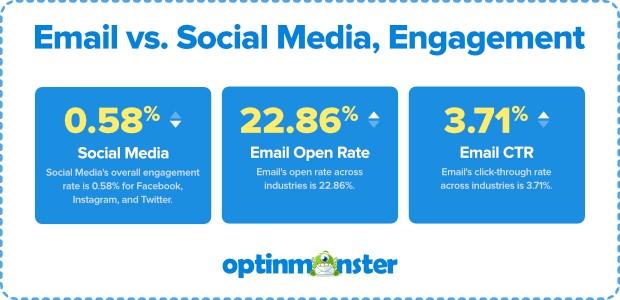 Email vs. Social Media, Engagement
0.58%
Social Media
Social Media's overall engagement
rate is 0.58% for Facebook,
Instagram, and Twitter.
22.86%
Email Open Rate
Email's open rate across
industries is 22.86%.
3.71%
Email CTR
Email's click-through rate
across industries is 3.71%.
optinmonster